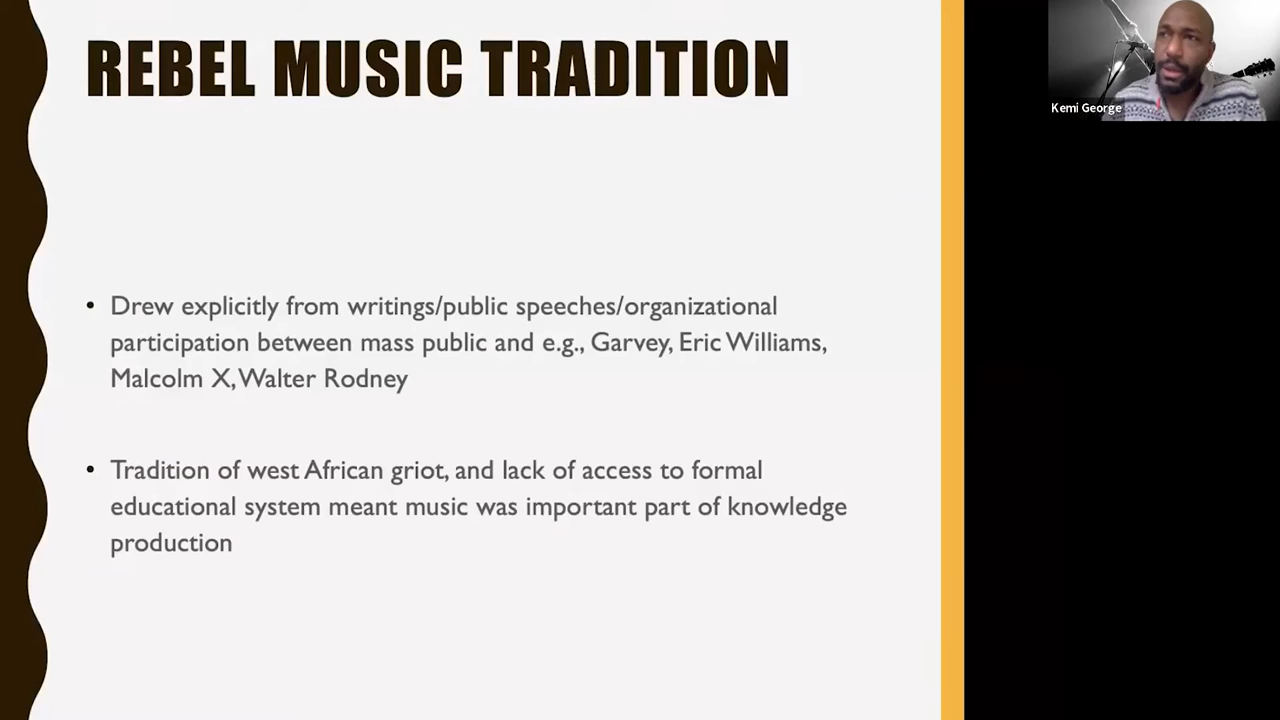 REBEL MUSIC TRADITION
Kemi George
• Drew explicitly from writings/public speeches/organizational
participation between mass public and e.g., Garvey, Eric Williams,
Malcolm X, Walter Rodney
• Tradition of west African griot, and lack of access to formal
educational system meant music was important part of knowledge
production